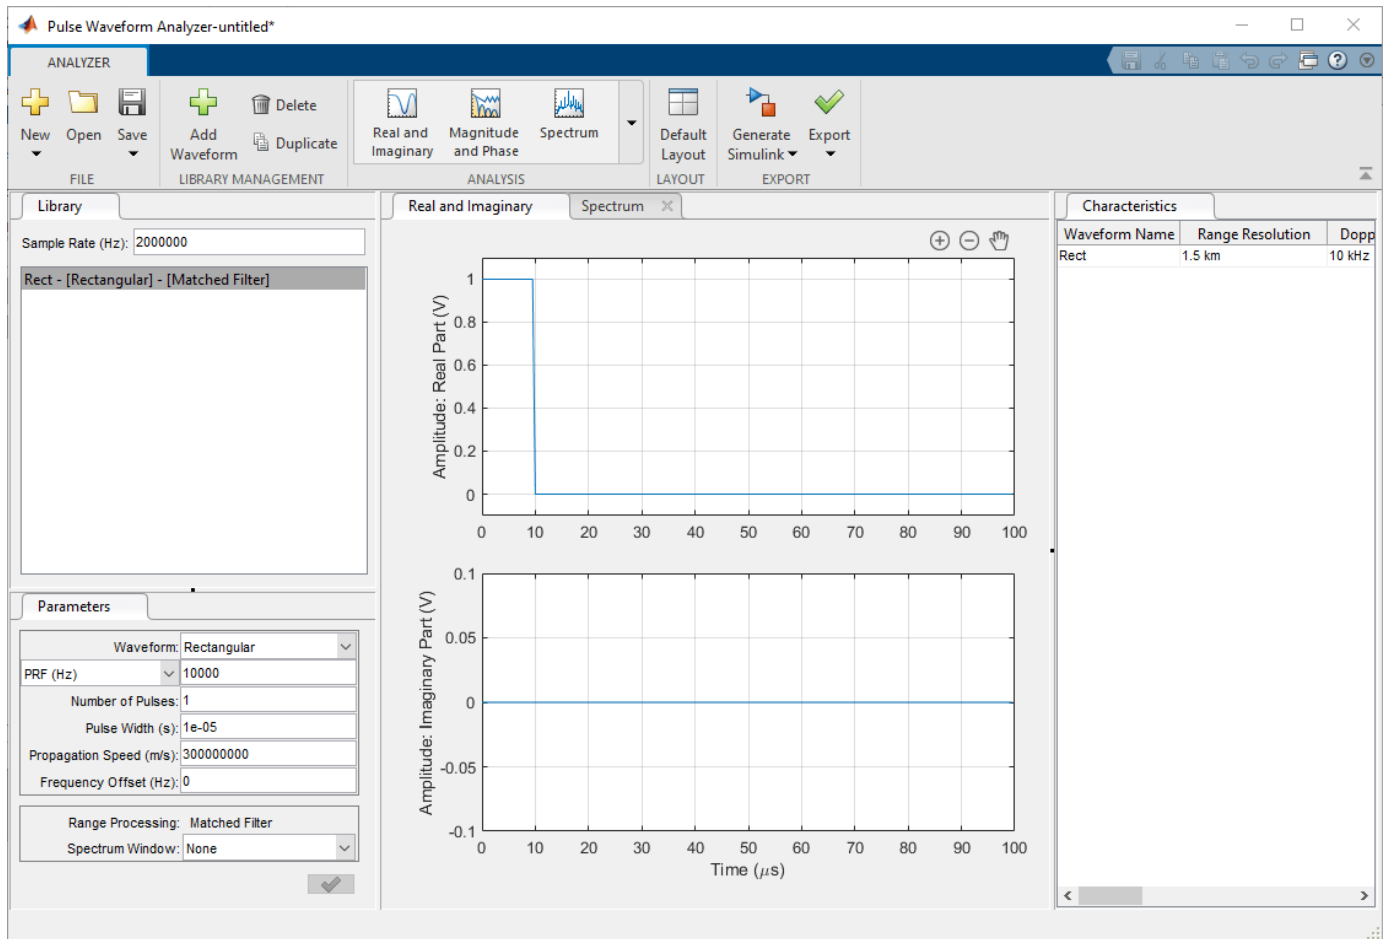 Pulse Waveform Analyzer-untitled*
ANALYZER
New
Open
Save
Add
Waveform
Delete
Duplicate
Real and
Imaginary
Magnitude
and Phase
Spectrum
Default
Layout
Generate
Simulink
Export
FILE
LIBRARY MANAGEMENT
ANALYSIS
LAYOUT
EXPORT
Library
Sample Rate (Hz): 2000000
Rect - [Rectangular] - [Matched Filter]
Parameters
Waveform: Rectangular
PRF (Hz) 10000
Number of Pulses: 1
Pulse Width (s): 1e-05
Propagation Speed (m/s): 300000000
Frequency Offset (Hz): 0
Range Processing: Matched Filter
Spectrum Window: None
Real and Imaginary
Spectrum
Amplitude: Real Part (V)
1
0.8
0.6
0.4
0.2
0
0 10 20 30 40 50 60 70 80 90 100
Amplitude: Imaginary Part (V)
0.1
0.05
0
-0.05
-0.1
0 10 20 30 40 50 60 70 80 90 100
Time (μs)
Characteristics
Waveform Name Range Resolution Dopp
Rect 1.5 km 10 kHz